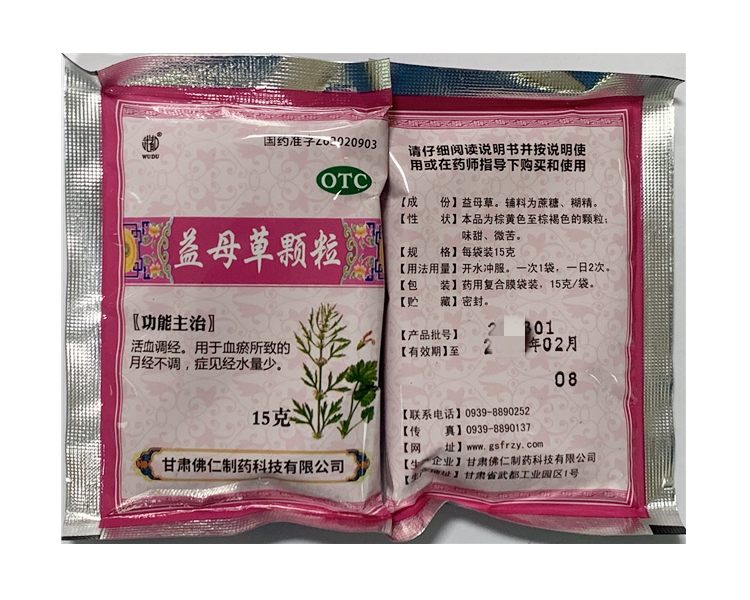 WUDU
国药准字Z62020903
OTC
益母草颗粒
〖功能主治〗
活血调经。用于血瘀所致的
月经不调，症见经水量少。
15克
甘肃佛仁制药科技有限公司
请仔细阅读说明书并按说明使
用或在药师指导下购买和使用
【成 份】益母草。辅料为蔗糖、糊精。
【性 状】本品为棕黄色至棕褐色的颗粒；
味甜、微苦。
【规 格】每袋装15克
【用法用量】开水冲服。一次1袋，一日2次。
【包 装】药用复合膜袋装，15克/袋。
【贮 藏】密封。
【产品批号】 2 301
【有效期】至 2 年02月
08
【联系电话】0939-8890252
【传 真】0939-8890137
【网 址】www.gsfrzy.com
【生产企业】甘肃佛仁制药科技有限公司
【生产地址】甘肃省武都工业园区1号